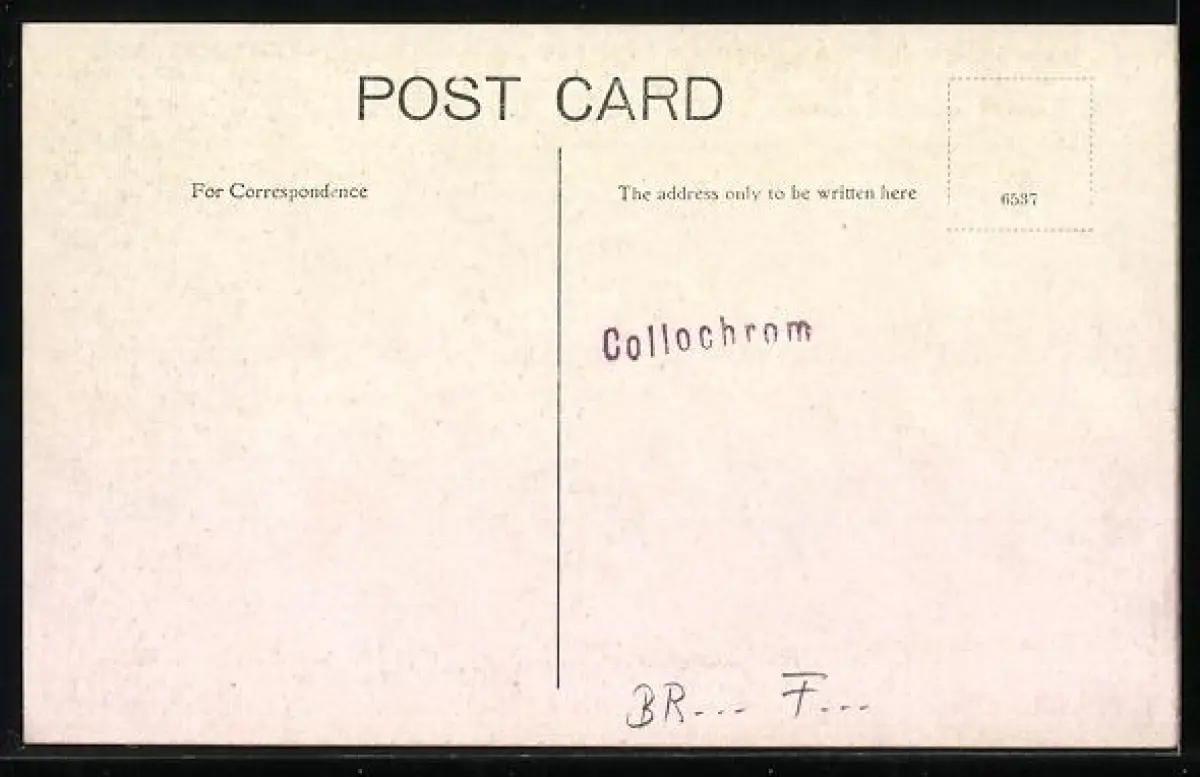 POST CARD
For Correspondence
The address only to be written here
6537
Collochrom
BR... F...